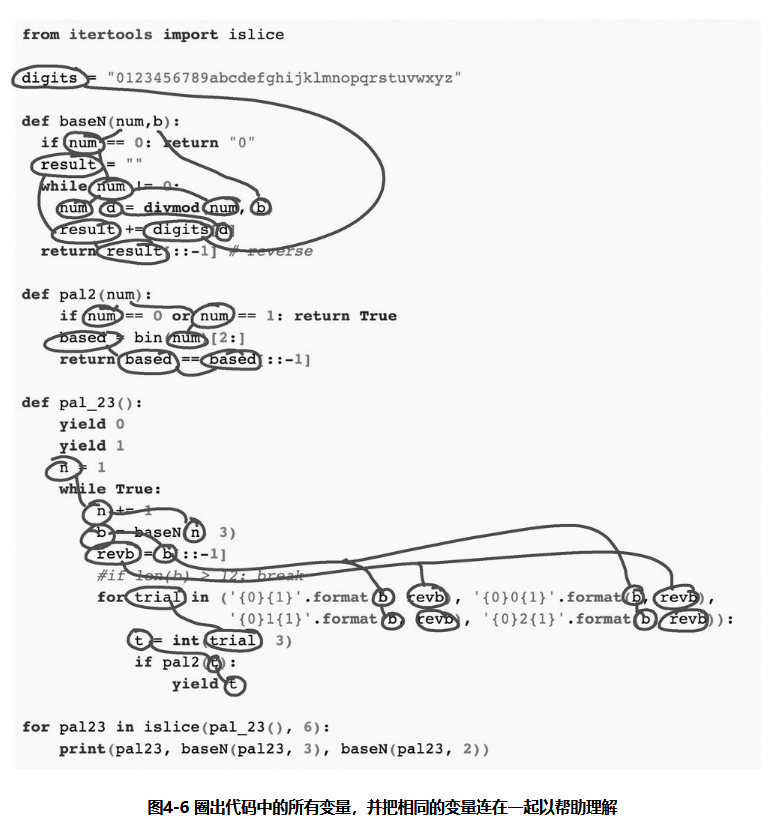 from itertools import islice
digits = "0123456789abcdefghijklmnopqrstuvwxyz"
def baseN(num,b):
if num == 0: return "0"
result = ""
while num != 0:
num, d = divmod(num, b)
result += digits[d]
return result[::-1] # reverse
def pal2(num):
if num == 0 or num == 1: return True
based = bin(num)[2:]
return based == based[::-1]
def pal_23():
yield 0
yield 1
n = 1
while True:
n += 1
b = baseN(n, 3)
revb = b[::-1]
#if len(b) > 12: break
for trial in ('{0}{1}'.format(b, revb), '{0}0{1}'.format(b, revb),
'{0}1{1}'.format(b, revb), '{0}2{1}'.format(b, revb)):
t = int(trial, 3)
if pal2(t):
yield t
for pal23 in islice(pal_23(), 6):
print(pal23, baseN(pal23, 3), baseN(pal23, 2))
图4-6 圈出代码中的所有变量，并把相同的变量连在一起以帮助理解